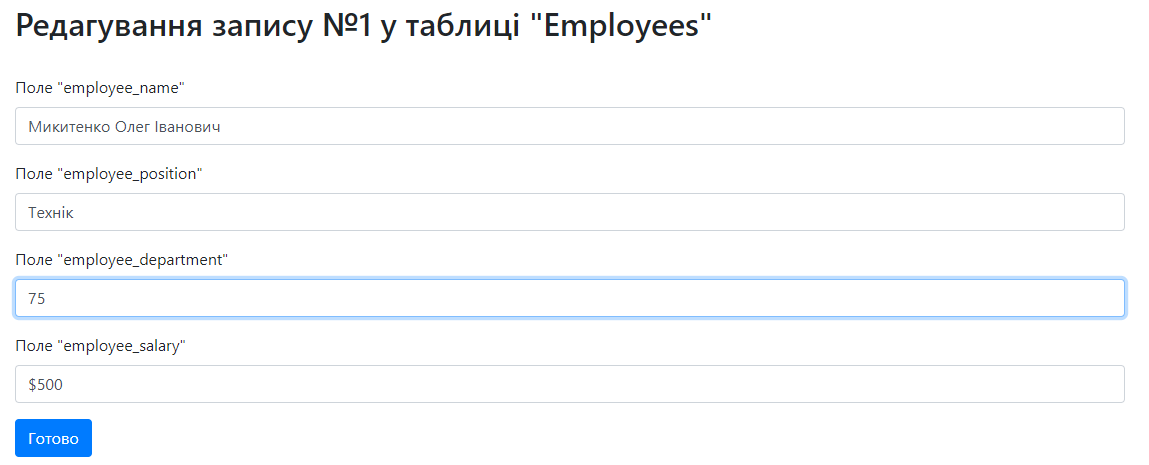 Редагування запису №1 у таблиці "Employees"
Поле "employee_name"
Микитенко Олег Іванович
Поле "employee_position"
Технік
Поле "employee_department"
75
Поле "employee_salary"
$500
Готово